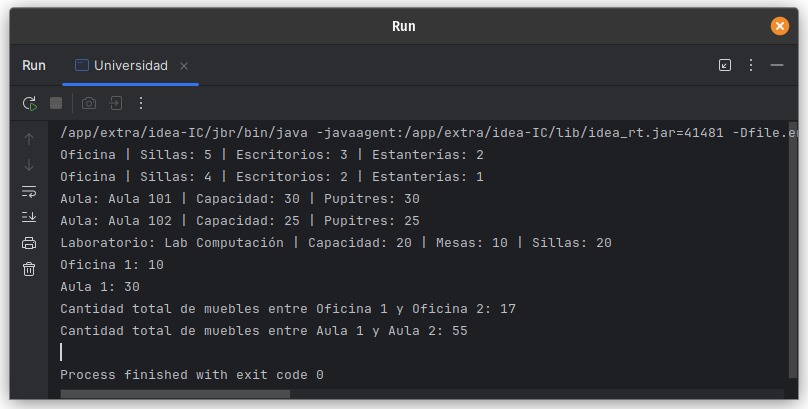 Run
Run Universidad
/app/extra/idea-IC/jbr/bin/java -javaagent:/app/extra/idea-IC/lib/idea_rt.jar=41481 -Dfile.en
Oficina | Sillas: 5 | Escritorios: 3 | Estanterías: 2
Oficina | Sillas: 4 | Escritorios: 2 | Estanterías: 1
Aula: Aula 101 | Capacidad: 30 | Pupitres: 30
Aula: Aula 102 | Capacidad: 25 | Pupitres: 25
Laboratorio: Lab Computación | Capacidad: 20 | Mesas: 10 | Sillas: 20
Oficina 1: 10
Aula 1: 30
Cantidad total de muebles entre Oficina 1 y Oficina 2: 17
Cantidad total de muebles entre Aula 1 y Aula 2: 55
Process finished with exit code 0